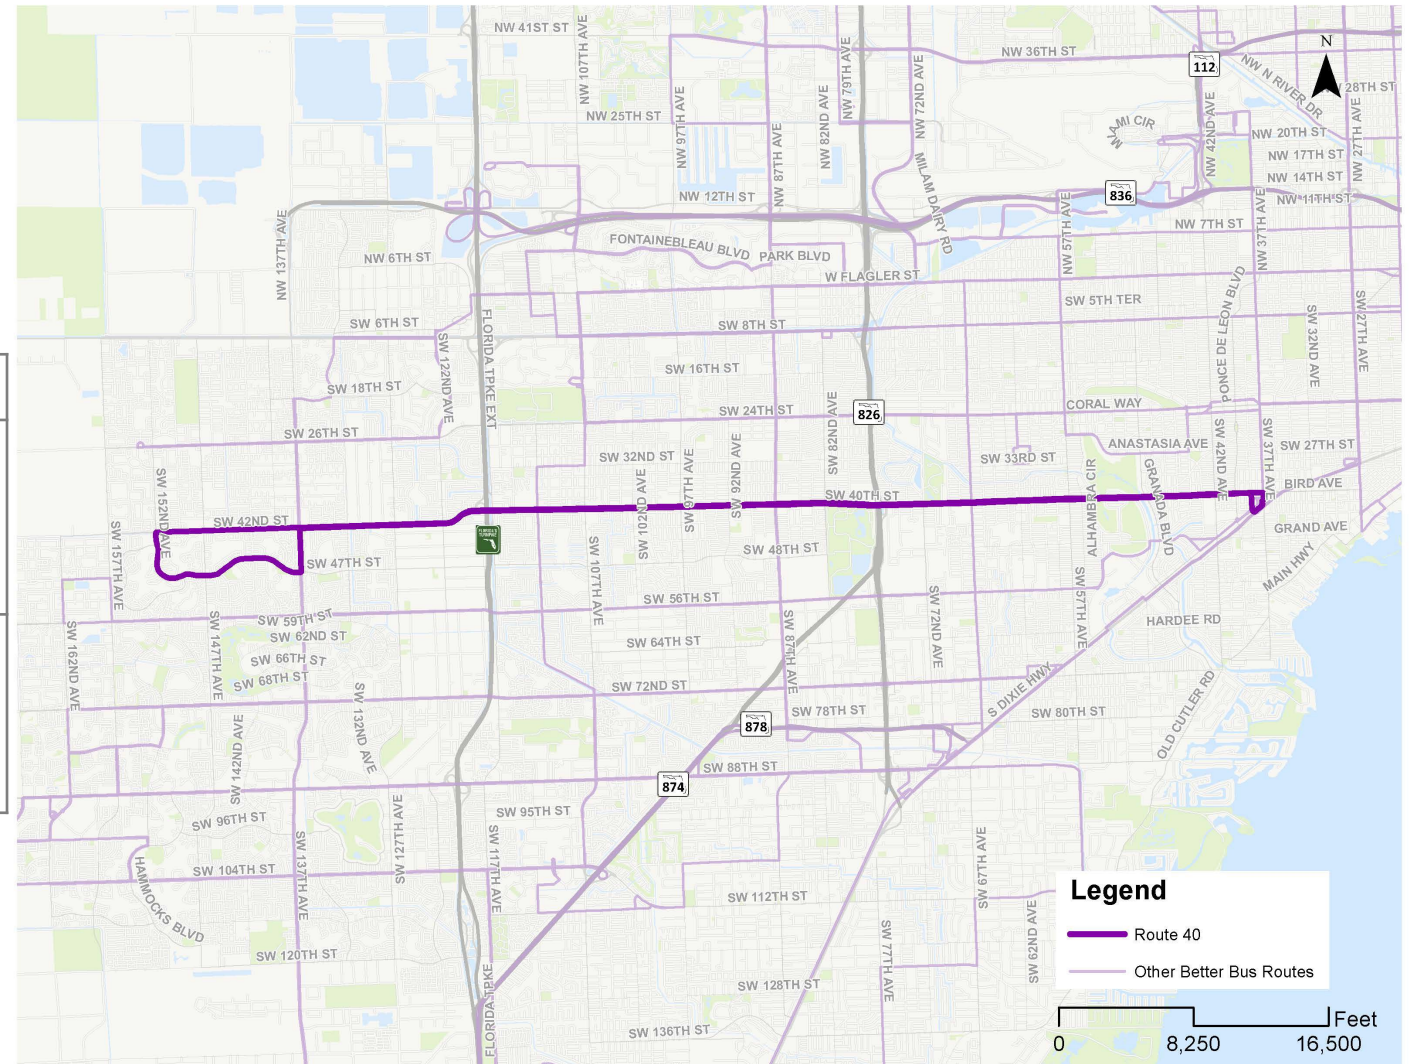 NW 41ST ST
NW 107TH AVE
NW 79TH AVE
NW 72ND AVE
NW 36TH ST
112
N
NW N RIVER DR
28TH ST
NW 97TH AVE
NW 25TH ST
NW 87TH AVE
NW 82ND AVE
MIAMI CIR
NW 42ND AVE
NW 20TH ST
NW 27TH AVE
NW 17TH ST
NW 14TH ST
NW 11TH ST
MILAM DAIRY RD
836
NW 12TH ST
NW 137TH AVE
NW 57TH AVE
NW 7TH ST
NW 37TH AVE
FONTAINEBLEAU BLVD
PARK BLVD
NW 6TH ST
W FLAGLER ST
SW 5TH TER
PONCE DE LEON BLVD
SW 32ND AVE
SW 27TH AVE
SW 6TH ST
SW 122ND AVE
FLORIDA TPKE EXT
SW 8TH ST
SW 16TH ST
SW 18TH ST
SW 24TH ST
SW 82ND AVE
826
CORAL WAY
SW 26TH ST
ANASTASIA AVE
SW 42ND AVE
SW 37TH AVE
SW 27TH ST
SW 32ND ST
SW 33RD ST
SW 92ND AVE
SW 97TH AVE
SW 102ND AVE
SW 152ND AVE
ALHAMBRA CIR
GRANADA BLVD
BIRD AVE
SW 40TH ST
SW 42ND ST
FLORIDA'S
TURNPIKE
GRAND AVE
MAIN HWY
SW 157TH AVE
SW 47TH ST
SW 107TH AVE
SW 48TH ST
SW 56TH ST
SW 72ND AVE
SW 57TH AVE
HARDEE RD
SW 59TH ST
SW 62ND ST
SW 64TH ST
SW 87TH AVE
SW 162ND AVE
SW 147TH AVE
SW 66TH ST
SW 68TH ST
SW 72ND ST
S DIXIE HWY
SW 80TH ST
OLD CUTLER RD
SW 78TH ST
878
SW 142ND AVE
SW 132ND AVE
SW 88TH ST
874
SW 96TH ST
SW 95TH ST
SW 127TH AVE
SW 117TH AVE
SW 137TH AVE
SW 67TH AVE
HAMMOCKS BLVD
SW 104TH ST
SW 112TH ST
SW 62ND AVE
SW 77TH AVE
SW 120TH ST
FLORIDA TPKE
SW 128TH ST
SW 136TH ST
Legend
Route 40
Other Better Bus Routes
Feet
0 8,250 16,500